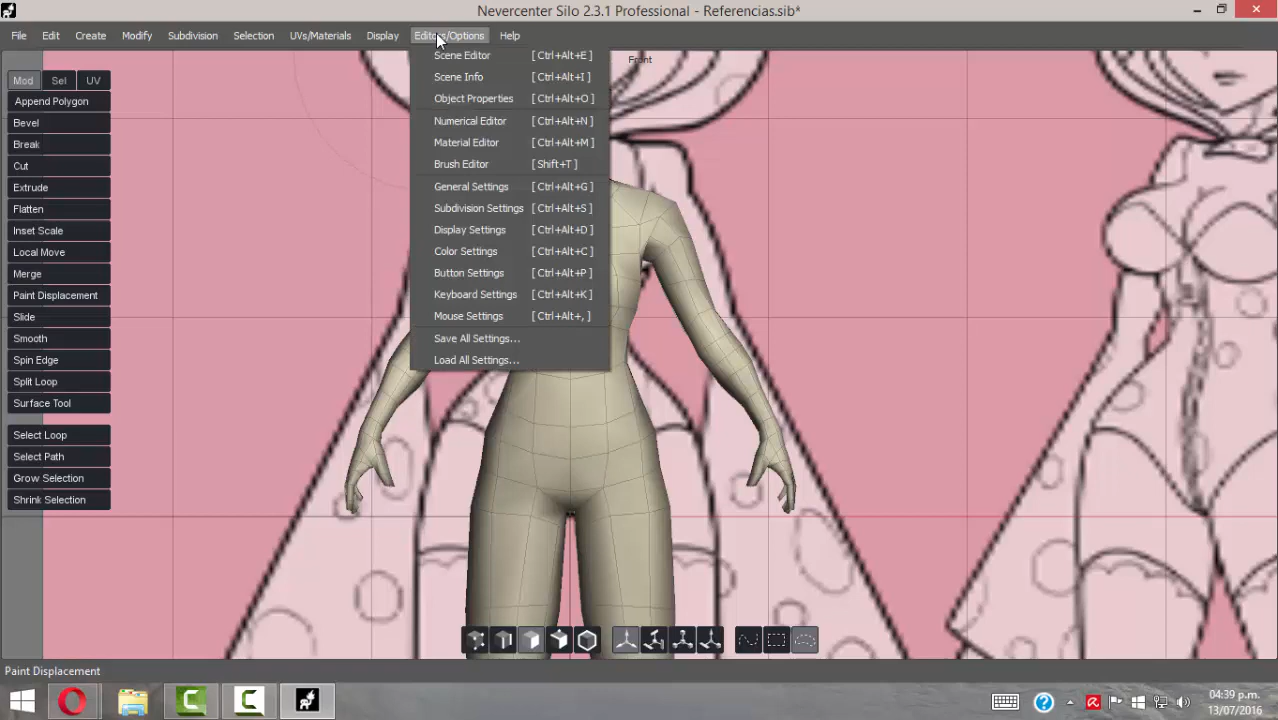 Nevercenter Silo 2.3.1 Professional - Referencias.sib*
File Edit Create Modify Subdivision Selection UVs/Materials Display Editors/Options Help
Scene Editor [Ctrl+Alt+E]
Front
Scene Info [Ctrl+Alt+I]
Mod Sel UV
Object Properties [Ctrl+Alt+O]
Append Polygon
Numerical Editor [Ctrl+Alt+N]
Bevel
Material Editor [Ctrl+Alt+M]
Break
Brush Editor [Shift+T]
Cut
General Settings [Ctrl+Alt+G]
Extrude
Subdivision Settings [Ctrl+Alt+S]
Flatten
Display Settings [Ctrl+Alt+D]
Inset Scale
Color Settings [Ctrl+Alt+C]
Local Move
Button Settings [Ctrl+Alt+P]
Merge
Keyboard Settings [Ctrl+Alt+K]
Paint Displacement
Mouse Settings [Ctrl+Alt+,]
Slide
Save All Settings...
Smooth
Load All Settings...
Spin Edge
Split Loop
Surface Tool
Select Loop
Select Path
Grow Selection
Shrink Selection
Paint Displacement
04:39 p.m.
13/07/2016